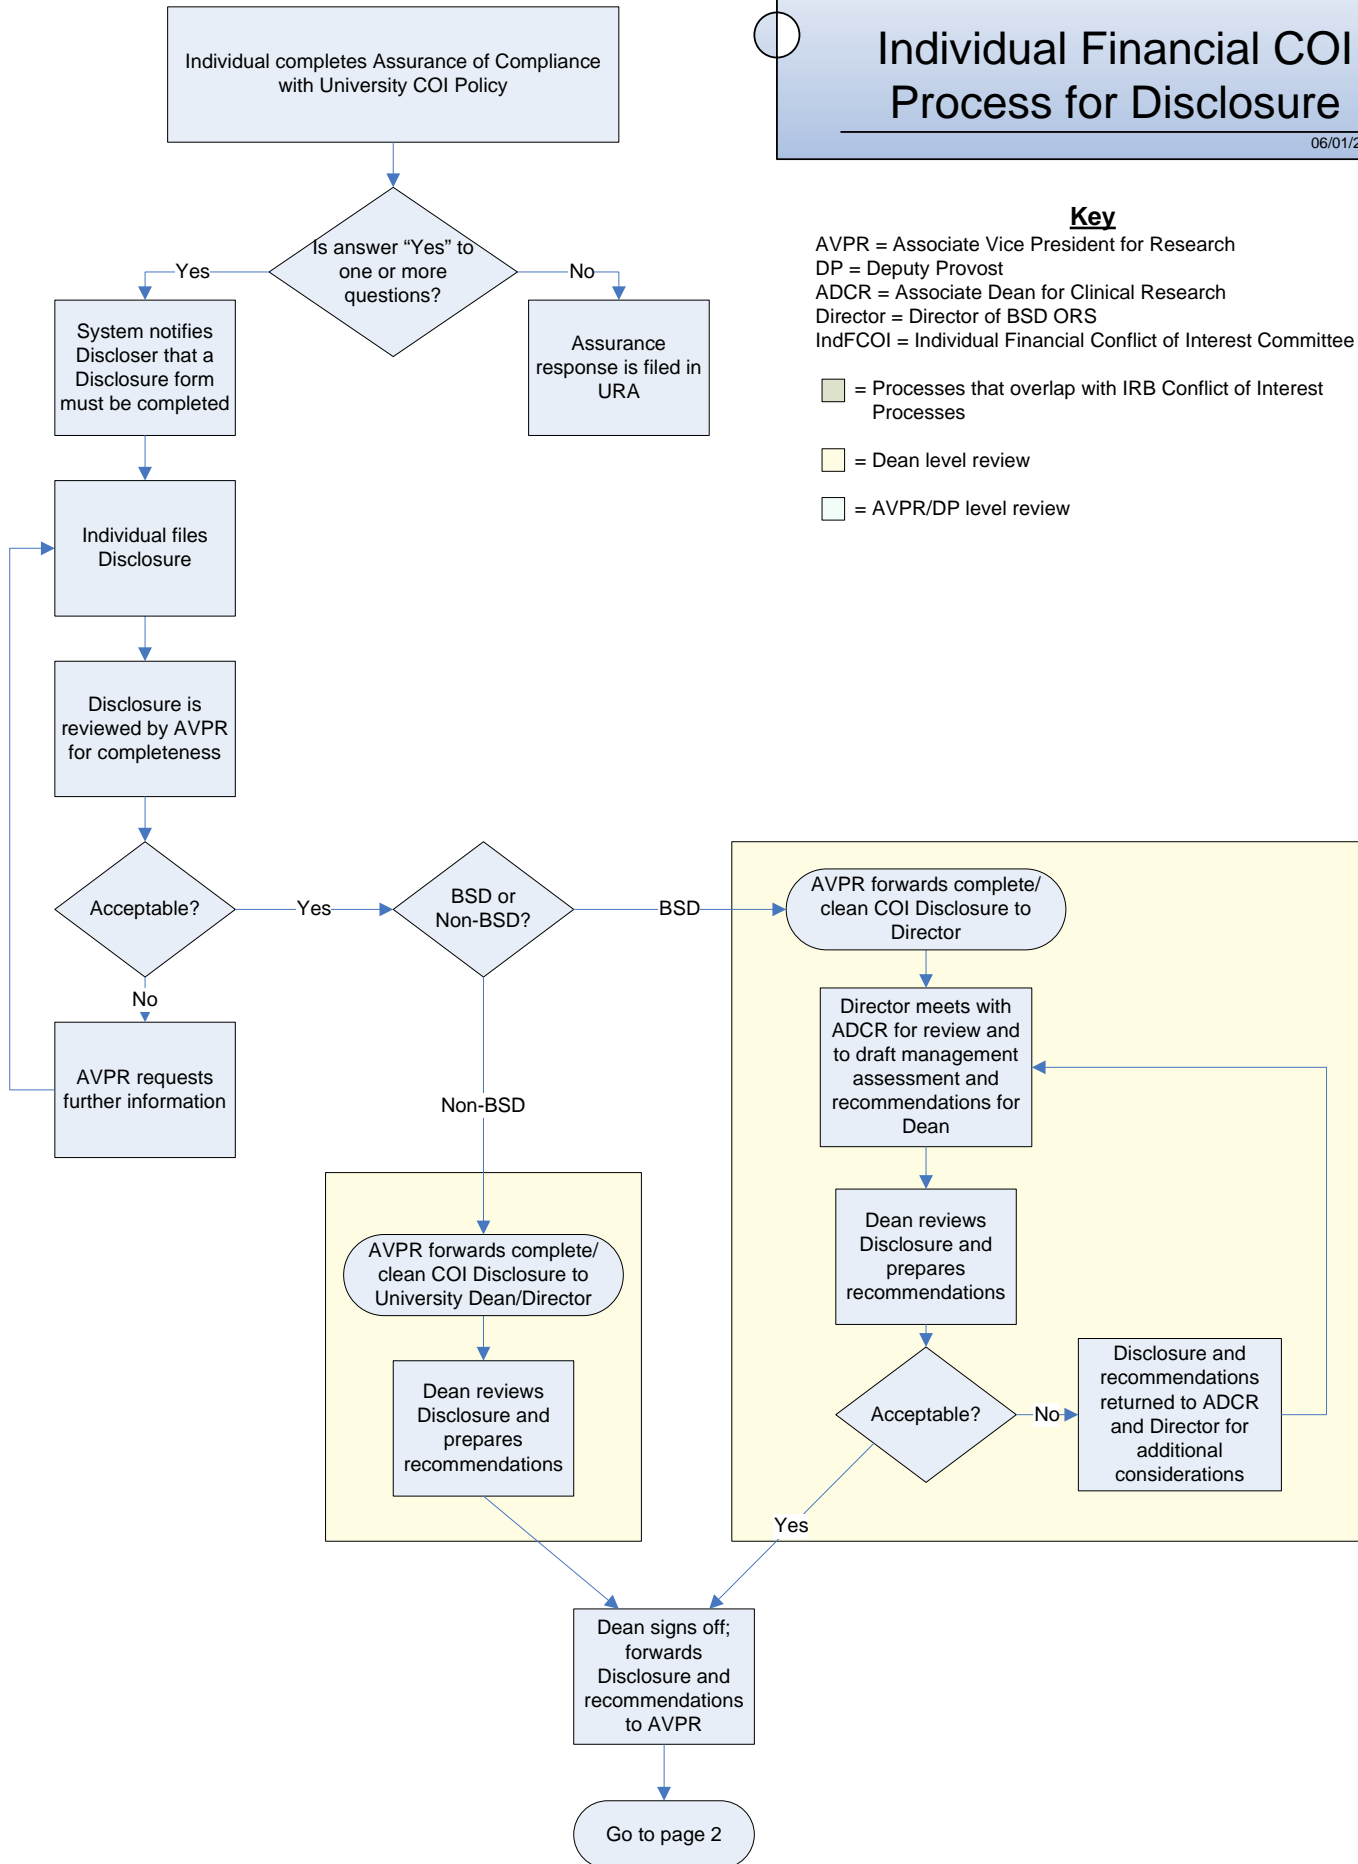 Individual completes Assurance of Compliance
with University COI Policy
Individual Financial COI
Process for Disclosure
06/01/2
Key
AVPR = Associate Vice President for Research
DP = Deputy Provost
ADCR = Associate Dean for Clinical Research
Director = Director of BSD ORS
IndFCOI = Individual Financial Conflict of Interest Committee
= Processes that overlap with IRB Conflict of Interest
Processes
= Dean level review
= AVPR/DP level review
Is answer “Yes” to
one or more
questions?
Yes
No
System notifies
Discloser that a
Disclosure form
must be completed
Assurance
response is filed in
URA
Individual files
Disclosure
Disclosure is
reviewed by AVPR
for completeness
Acceptable?
Yes
No
AVPR requests
further information
BSD or
Non-BSD?
BSD
Non-BSD
AVPR forwards complete/
clean COI Disclosure to
University Dean/Director
Dean reviews
Disclosure and
prepares
recommendations
AVPR forwards complete/
clean COI Disclosure to
Director
Director meets with
ADCR for review and
to draft management
assessment and
recommendations for
Dean
Dean reviews
Disclosure and
prepares
recommendations
Acceptable?
No
Disclosure and
recommendations
returned to ADCR
and Director for
additional
considerations
Yes
Dean signs off;
forwards
Disclosure and
recommendations
to AVPR
Go to page 2